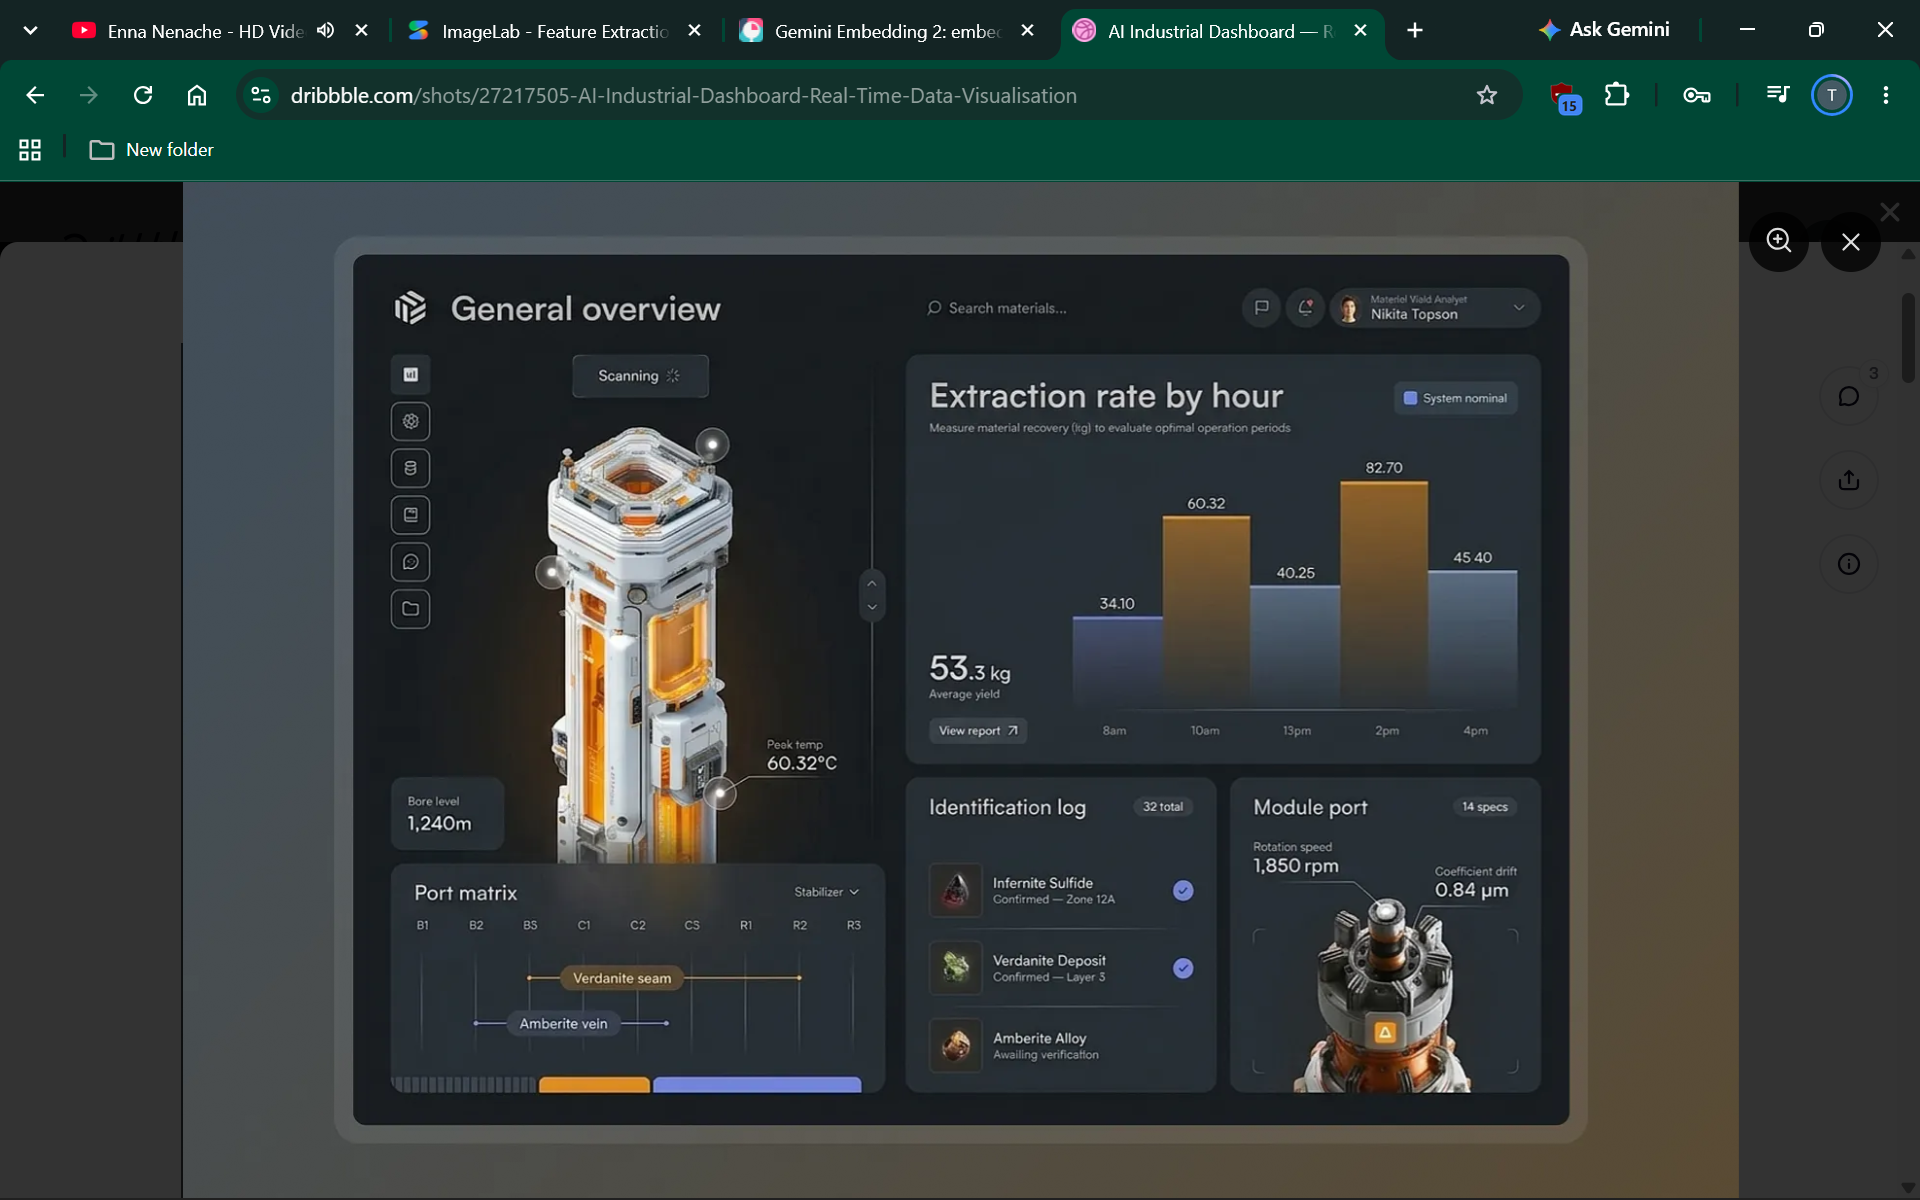 Enna Nenache - HD Vide
ImageLab - Feature Extractio
Gemini Embedding 2: embe
AI Industrial Dashboard — R
Ask Gemini
dribbble.com/shots/27217505-AI-Industrial-Dashboard-Real-Time-Data-Visualisation
15
T
New folder
General overview
Search materials...
Materiel Viald Analyet
Nikita Topson
3
Scanning
Extraction rate by hour
System nominal
Measure material recovery (kg) to evaluate optimal operation periods
82.70
60.32
45 40
40.25
34.10
53.3 kg
Average yield
View report
8am
10am
13pm
2pm
4pm
Peek temp
60.32°C
Bore level
1,240m
Port matrix
Stabilizer
B1
B2
BS
C1
C2
CS
R1
R2
R3
Verdanite seam
Amberite vein
Identification log
32 total
Infernite Sulfide
Contirmed — Zone 12A
Verdanite Deposit
Confirmed — Layer 3
Amberite Alloy
Awailing verification
Module port
14 specs
Rotation speed
1,850 rpm
Coefficient drift
0.84 µm